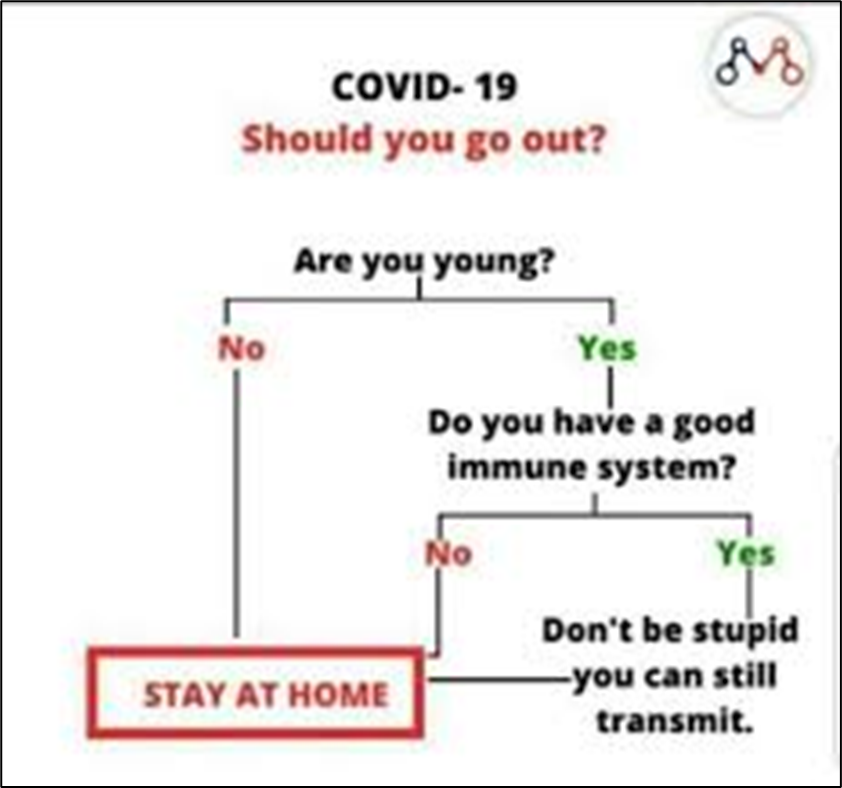 COVID- 19
Should you go out?
Are you young?
No
Yes
Do you have a good
immune system?
No
Yes
Don't be stupid
you can still
transmit.
STAY AT HOME